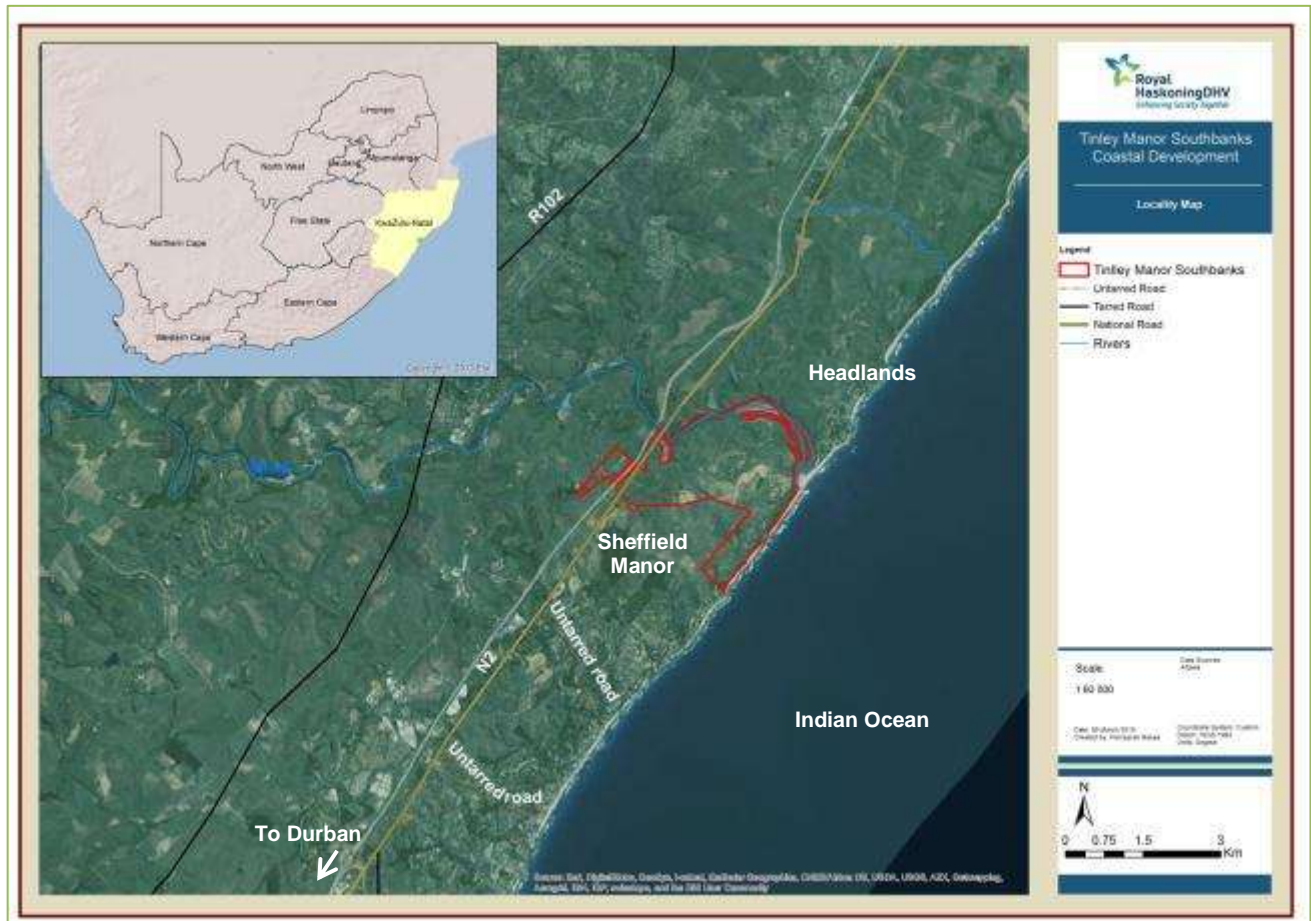 Limpopo
North West
Mpumalanga
Free State
KwaZulu-Natal
Northern Cape
Eastern Cape
Western Cape
R102
Headlands
Sheffield
Manor
Untarred road
N2
Indian Ocean
Untarred road
To Durban
Royal
HaskoningDHV
Enhancing Society Together
Tinley Manor Southbanks
Coastal Development
Locality Map
Legend
Tinley Manor Southbanks
Untarred Road
Tarred Road
National Road
Rivers
Scale
Data Sources
N
0 0.75 1.5 3
Km